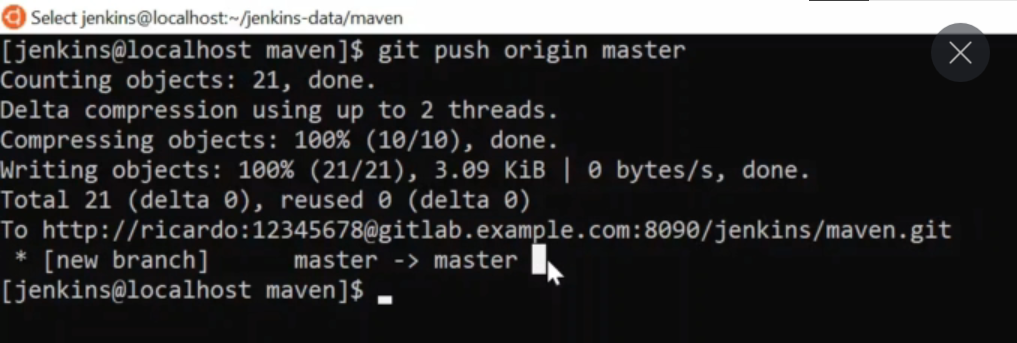 Select jenkins@localhost:~/jenkins-data/maven
[jenkins@localhost maven]$ git push origin master
Counting objects: 21, done.
Delta compression using up to 2 threads.
Compressing objects: 100% (10/10), done.
Writing objects: 100% (21/21), 3.09 KiB | 0 bytes/s, done.
Total 21 (delta 0), reused 0 (delta 0)
To http://ricardo:12345678@gitlab.example.com:8090/jenkins/maven.git
 * [new branch]      master -> master
[jenkins@localhost maven]$